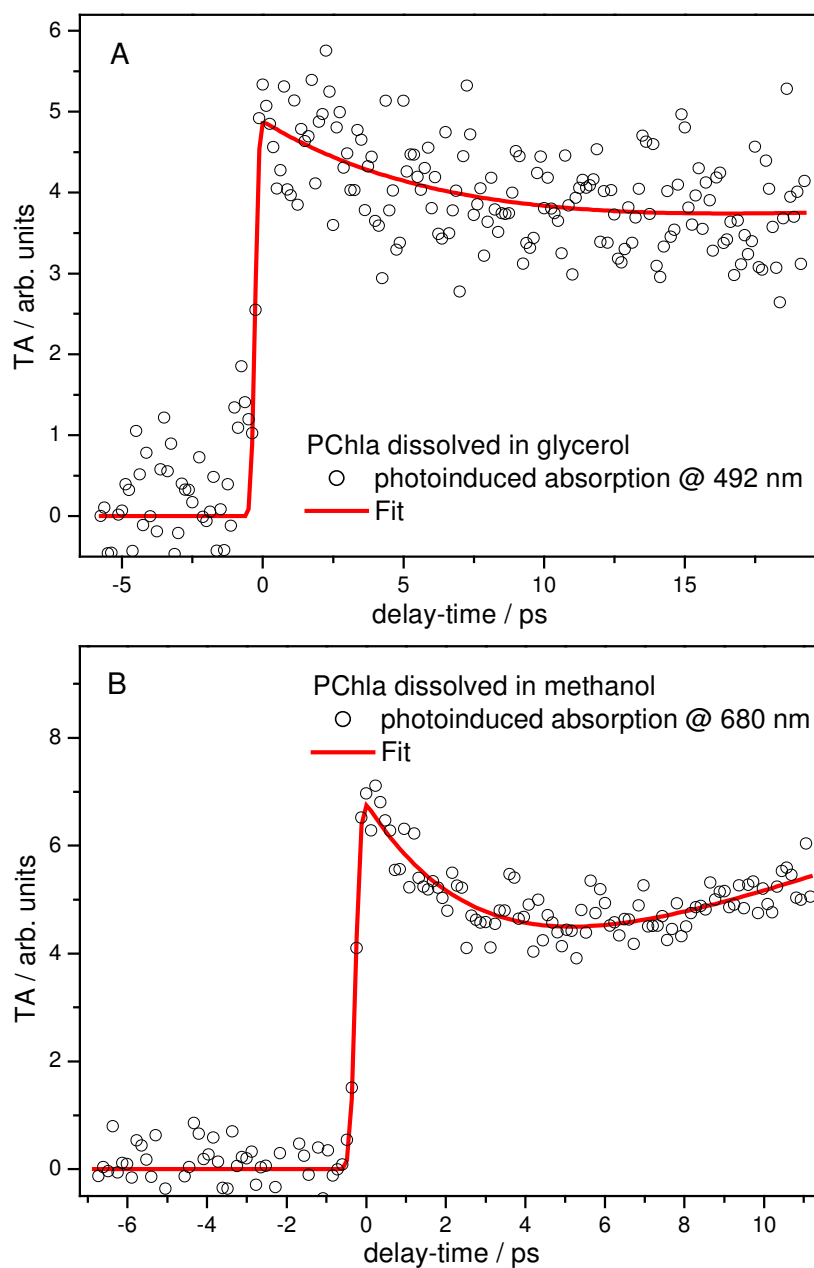 A
6
5
4
3
2
1
0
TA / arb. units
PChla dissolved in glycerol
photoinduced absorption @ 492 nm
Fit
-5 0 5 10 15
delay-time / ps
B
8
6
4
2
0
TA / arb. units
PChla dissolved in methanol
photoinduced absorption @ 680 nm
Fit
-6 -4 -2 0 2 4 6 8 10
delay-time / ps